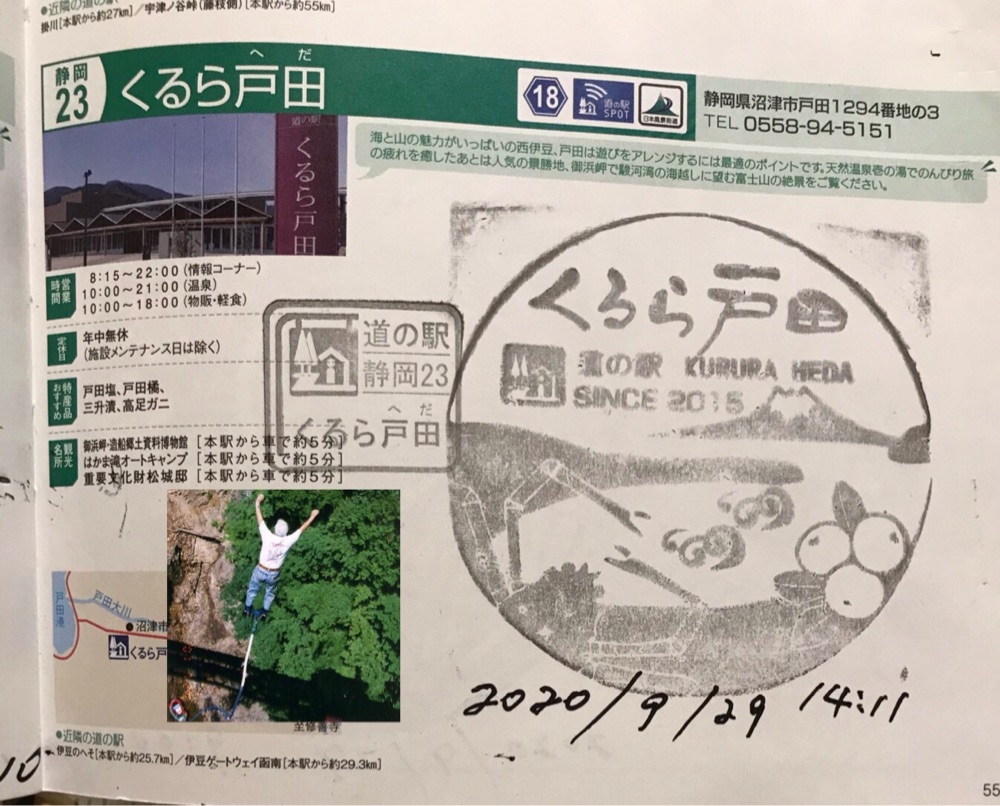 ●近隣の道の駅
掛川[本駅から約27km]／宇津ノ谷峠(藤枝側)[本駅から約55km]
静岡
23
へだ
くるら戸田
18
道の駅
SPOT
日本風景街道
静岡県沼津市戸田1294番地の3
TEL 0558-94-5151
海と山の魅力がいっぱいの西伊豆、戸田は遊びをアレンジするには最適のポイントです。天然温泉壱の湯でのんびり旅
の疲れを癒したあとは人気の景勝地、御浜岬で駿河湾の海越しに望む富士山の絶景をご覧ください。
道の駅
くるら戸田
営業時間
8:15〜22:00(情報コーナー)
10:00〜21:00(温泉)
10:00〜18:00(物販・軽食)
定休日
年中無休
(施設メンテナンス日は除く)
おすすめ特産品
戸田塩、戸田橘、
三升漬、高足ガニ
観光名所
御浜岬・造船郷土資料博物館 [本駅から車で約5分]
はかま滝オートキャンプ [本駅から車で約5分]
重要文化財松城邸 [本駅から車で約5分]
道の駅
静岡23
へだ
くるら戸田
くるら戸田
道の駅 KURURA HEDA
SINCE 2015
戸田港
戸田大川
●沼津市
くるら戸
至修善寺
2020/9/29 14:11
●近隣の道の駅
伊豆のへそ[本駅から約25.7km]／伊豆ゲートウェイ函南[本駅から約29.3km]
10
55